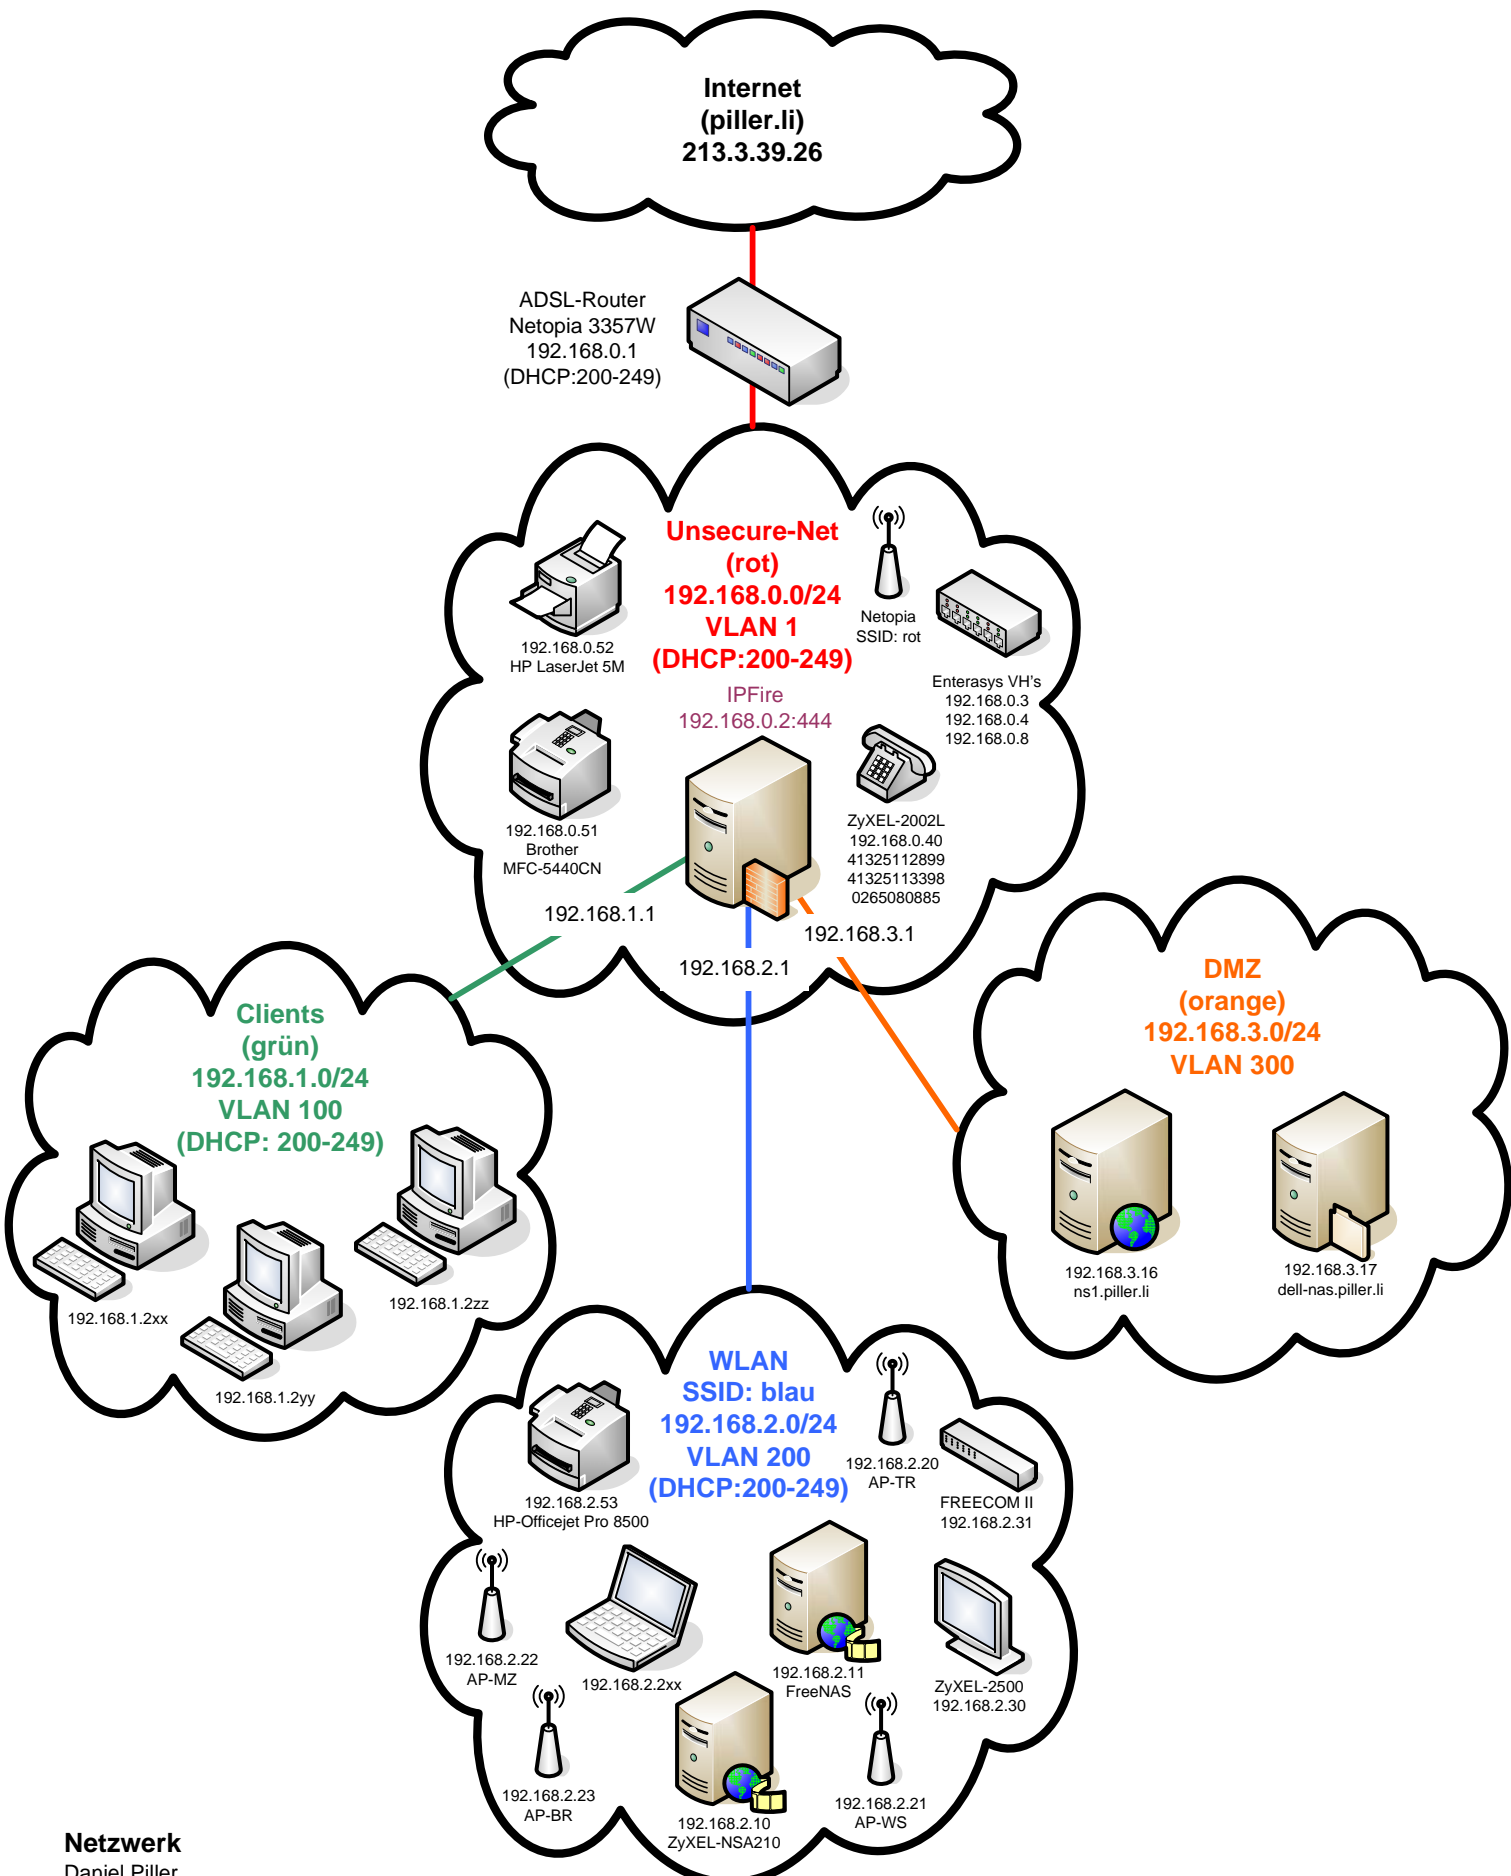 Internet
(piller.li)
213.3.39.26
ADSL-Router
Netopia 3357W
192.168.0.1
(DHCP:200-249)
Unsecure-Net
(rot)
192.168.0.0/24
VLAN 1
(DHCP:200-249)
192.168.0.52
HP LaserJet 5M
Netopia
SSID: rot
Enterasys VH's
192.168.0.3
192.168.0.4
192.168.0.8
IPFire
192.168.0.2:444
192.168.0.51
Brother
MFC-5440CN
ZyXEL-2002L
192.168.0.40
41325112899
41325113398
0265080885
192.168.1.1
192.168.2.1
192.168.3.1
Clients
(grün)
192.168.1.0/24
VLAN 100
(DHCP: 200-249)
192.168.1.2xx
192.168.1.2yy
192.168.1.2zz
DMZ
(orange)
192.168.3.0/24
VLAN 300
192.168.3.16
ns1.piller.li
192.168.3.17
dell-nas.piller.li
WLAN
SSID: blau
192.168.2.0/24
VLAN 200
(DHCP:200-249)
192.168.2.53
HP-Officejet Pro 8500
192.168.2.20
AP-TR
FREECOM II
192.168.2.31
192.168.2.22
AP-MZ
192.168.2.2xx
192.168.2.11
FreeNAS
ZyXEL-2500
192.168.2.30
192.168.2.23
AP-BR
192.168.2.10
ZyXEL-NSA210
192.168.2.21
AP-WS
Netzwerk
Daniel Piller